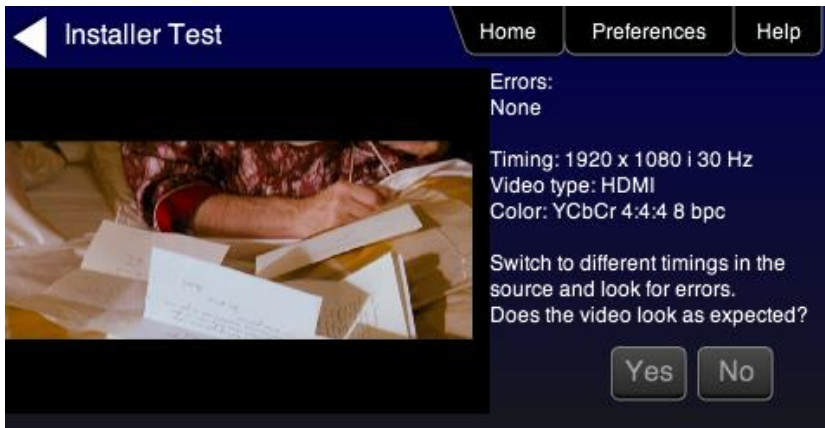 Installer Test
Home
Preferences
Help
Errors:
None
Timing: 1920 x 1080 i 30 Hz
Video type: HDMI
Color: YCbCr 4:4:4 8 bpc
Switch to different timings in the
source and look for errors.
Does the video look as expected?
Yes
No